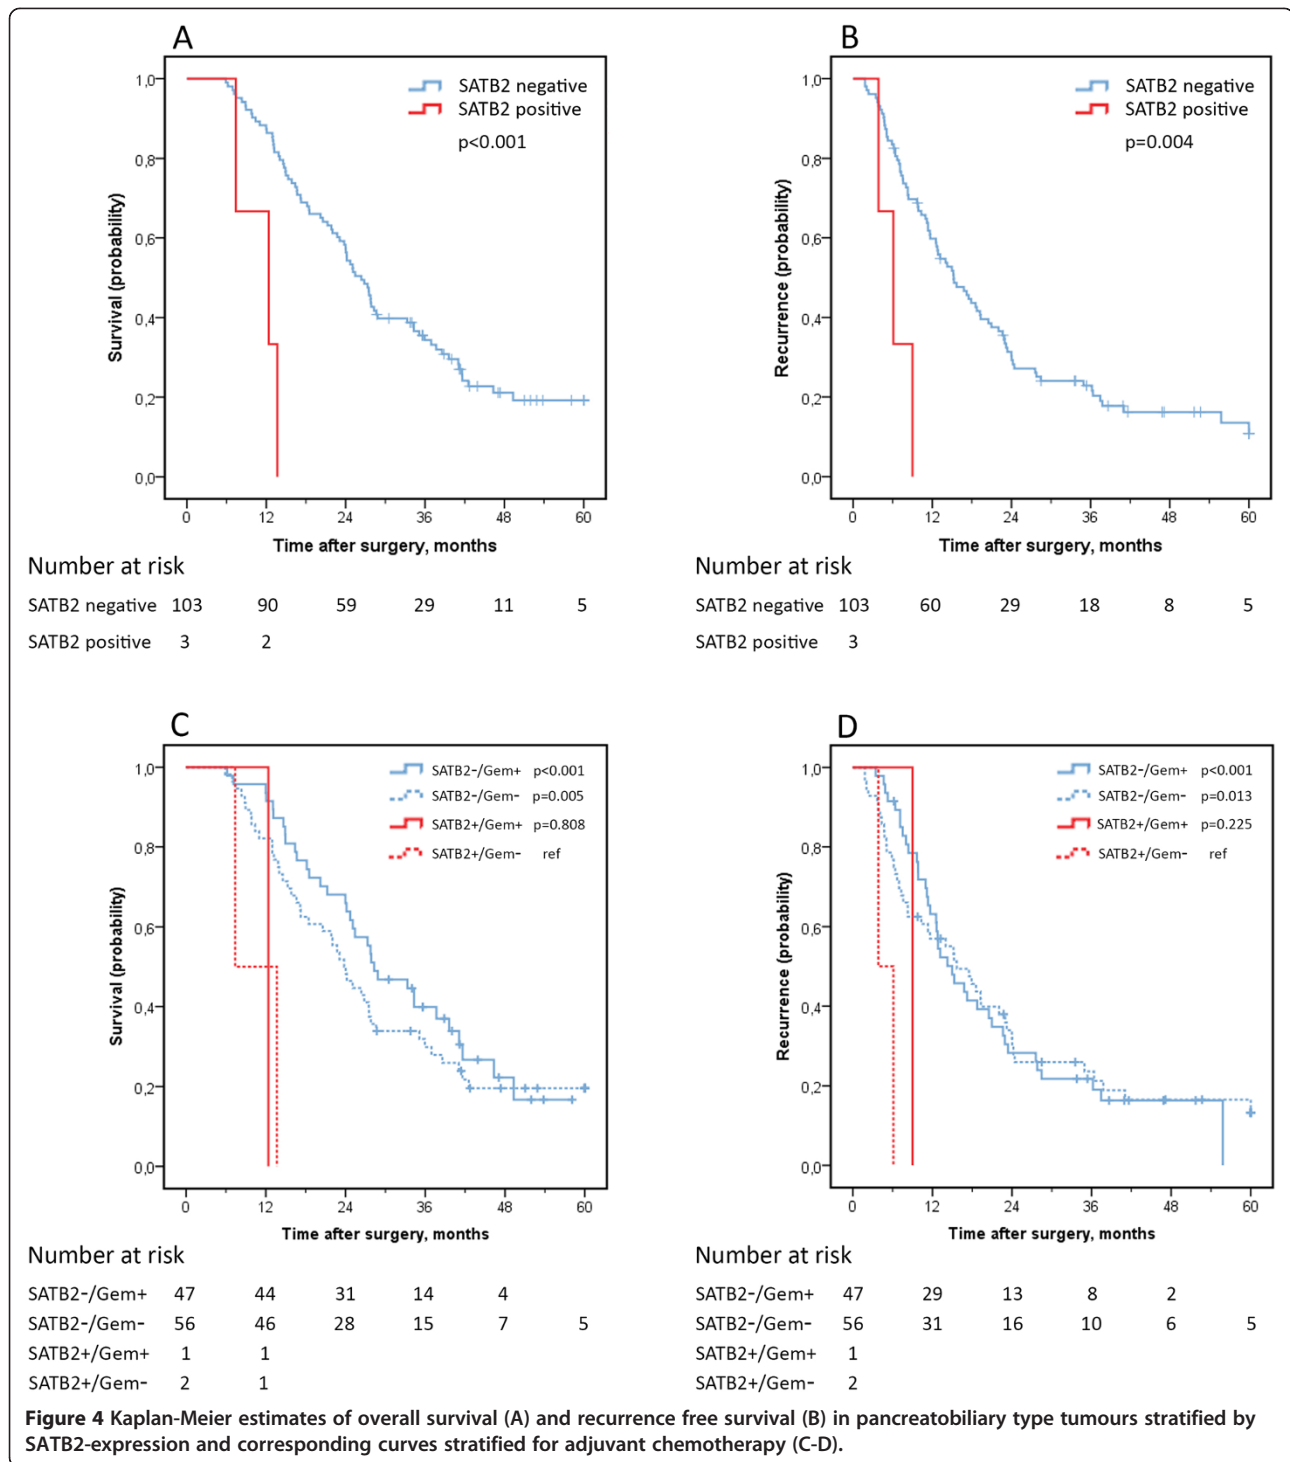 A
SATB2 negative
SATB2 positive
p<0.001
Survival (probability)
1,0
0,8
0,6
0,4
0,2
0,0
0 12 24 36 48 60
Time after surgery, months
Number at risk
SATB2 negative 103 90 59 29 11 5
SATB2 positive 3 2
B
SATB2 negative
SATB2 positive
p=0.004
Recurrence (probability)
1,0
0,8
0,6
0,4
0,2
0,0
0 12 24 36 48 60
Time after surgery, months
Number at risk
SATB2 negative 103 60 29 18 8 5
SATB2 positive 3
C
SATB2-/Gem+ p<0.001
SATB2-/Gem- p=0.005
SATB2+/Gem+ p=0.808
SATB2+/Gem- ref
Survival (probability)
1,0
0,8
0,6
0,4
0,2
0,0
0 12 24 36 48 60
Time after surgery, months
Number at risk
SATB2-/Gem+ 47 44 31 14 4
SATB2-/Gem- 56 46 28 15 7 5
SATB2+/Gem+ 1 1
SATB2+/Gem- 2 1
D
SATB2-/Gem+ p<0.001
SATB2-/Gem- p=0.013
SATB2+/Gem+ p=0.225
SATB2+/Gem- ref
Recurrence (probability)
1,0
0,8
0,6
0,4
0,2
0,0
0 12 24 36 48 60
Time after surgery, months
Number at risk
SATB2-/Gem+ 47 29 13 8 2
SATB2-/Gem- 56 31 16 10 6 5
SATB2+/Gem+ 1
SATB2+/Gem- 2
Figure 4 Kaplan-Meier estimates of overall survival (A) and recurrence free survival (B) in pancreatobiliary type tumours stratified by
SATB2-expression and corresponding curves stratified for adjuvant chemotherapy (C-D).